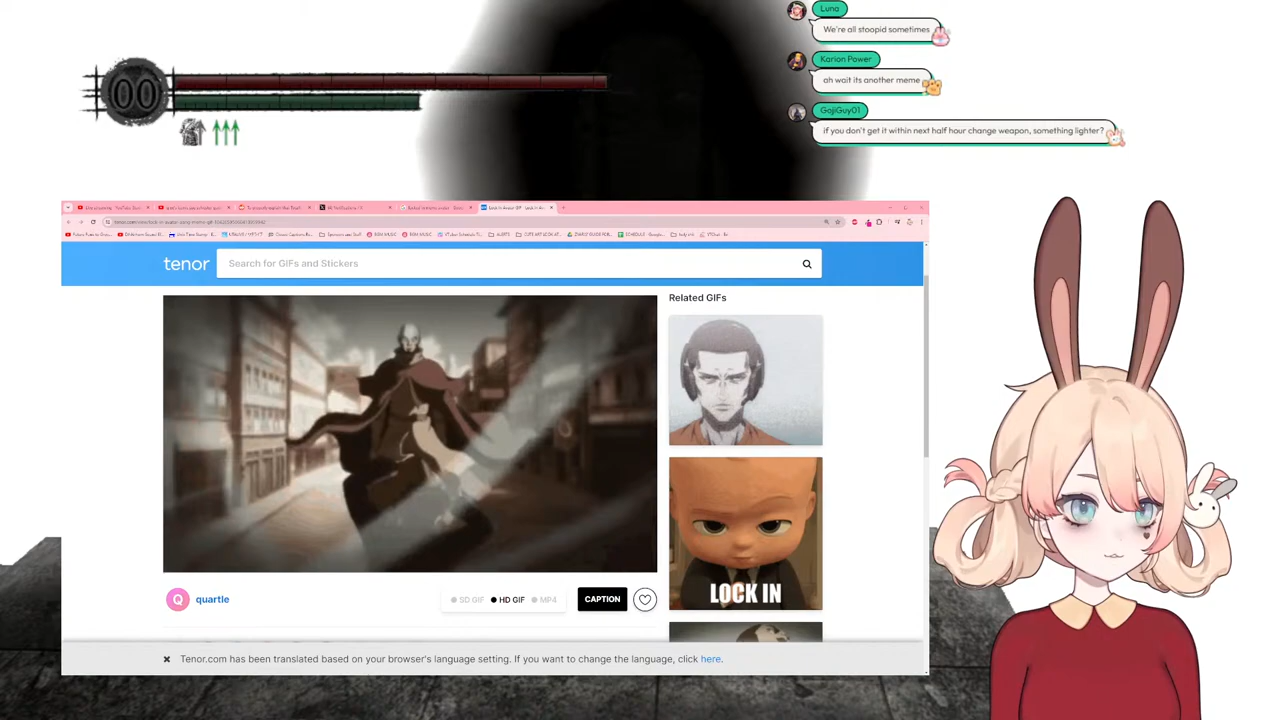 Luna
We're all stoopid sometimes
Karion Power
ah wait its another meme
GojiGuy01
if you don't get it within next half hour change weapon, something lighter?
00
tenor
Search for GIFs and Stickers
Related GIFs
LOCK IN
Q
quartle
SD GIF
HD GIF
MP4
CAPTION
Tenor.com has been translated based on your browser's language setting. If you want to change the language, click here.